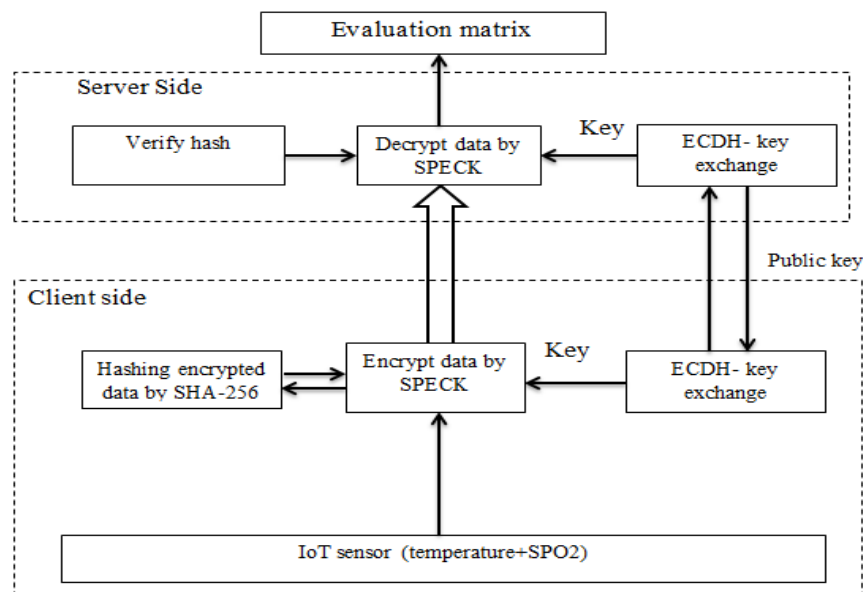 Evaluation matrix
Server Side
Verify hash
Decrypt data by
SPECK
Key
ECDH- key
exchange
Public key
Client side
Hashing encrypted
data by SHA-256
Encrypt data by
SPECK
Key
ECDH- key
exchange
IoT sensor (temperature+SPO2)